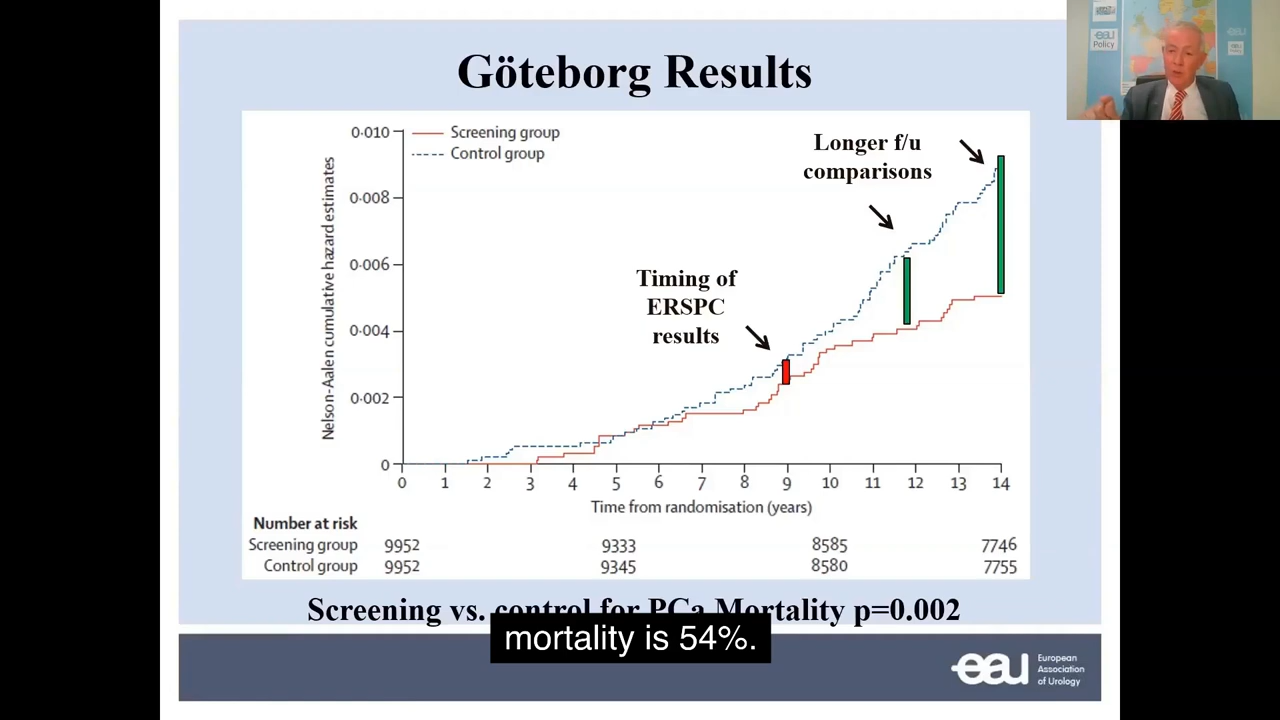 Göteborg Results
0·010
0·008
0·006
0·004
0·002
0
Nelson-Aalen cumulative hazard estimates
Screening group
Control group
Longer f/u
comparisons
Timing of
ERSPC
results
0 1 2 3 4 5 6 7 8 9 10 11 12 13 14
Time from randomisation (years)
Number at risk
Screening group 9952 9333 8585 7746
Control group 9952 9345 8580 7755
Screening vs. control for PCa Mortality p=0.002
mortality is 54%.
eau
European
Association
of Urology
eau
Policy